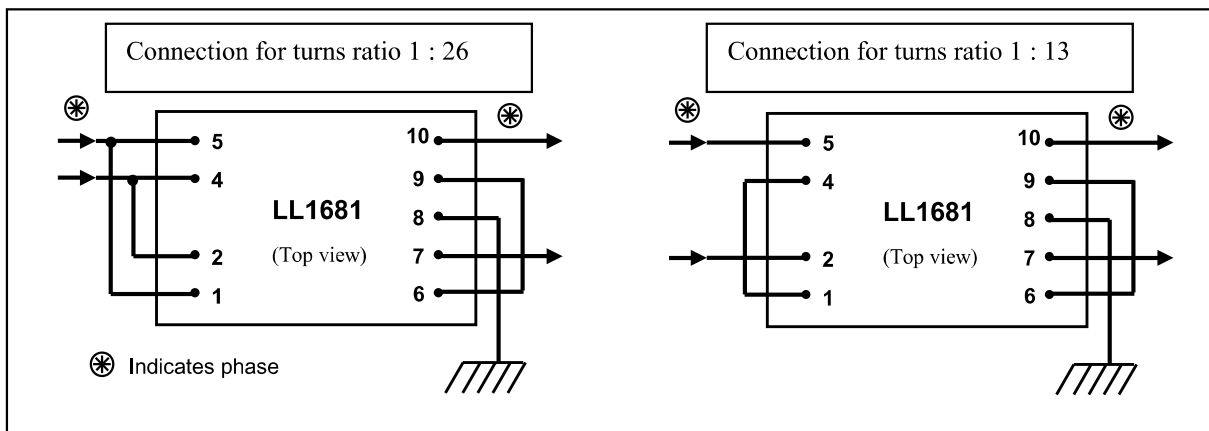 Connection for turns ratio 1 : 26
5
4
2
1
LL1681
(Top view)
10
9
8
7
6
Indicates phase
Connection for turns ratio 1 : 13
5
4
2
1
LL1681
(Top view)
10
9
8
7
6